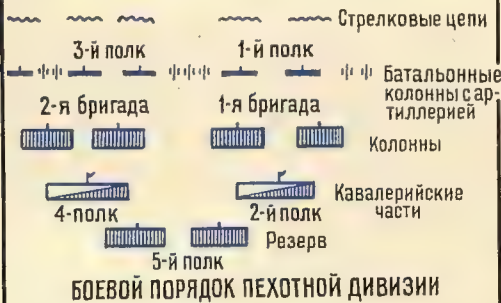 Стрелковые цепи
3-й полк 1-й полк
Батальонные
колонны с ар-
тиллерией
2-я бригада 1-я бригада
Колонны
Кавалерийские
части
4-полк 2-й полк
Резерв
5-й полк
БОЕВОЙ ПОРЯДОК ПЕХОТНОЙ ДИВИЗИИ